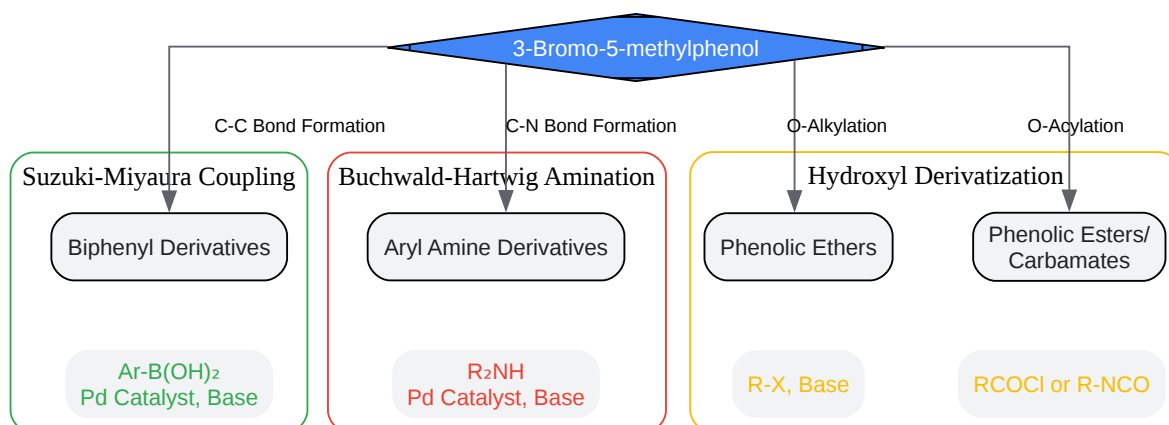 3-Bromo-5-methylphenol
C-C Bond Formation
C-N Bond Formation
O-Alkylation
O-Acylation
Suzuki-Miyaura Coupling
Buchwald-Hartwig Amination
Hydroxyl Derivatization
Biphenyl Derivatives
Aryl Amine Derivatives
Phenolic Ethers
Phenolic Esters/
Carbamates
Ar-B(OH)₂
Pd Catalyst, Base
R₂NH
Pd Catalyst, Base
R-X, Base
RCOCl or R-NCO